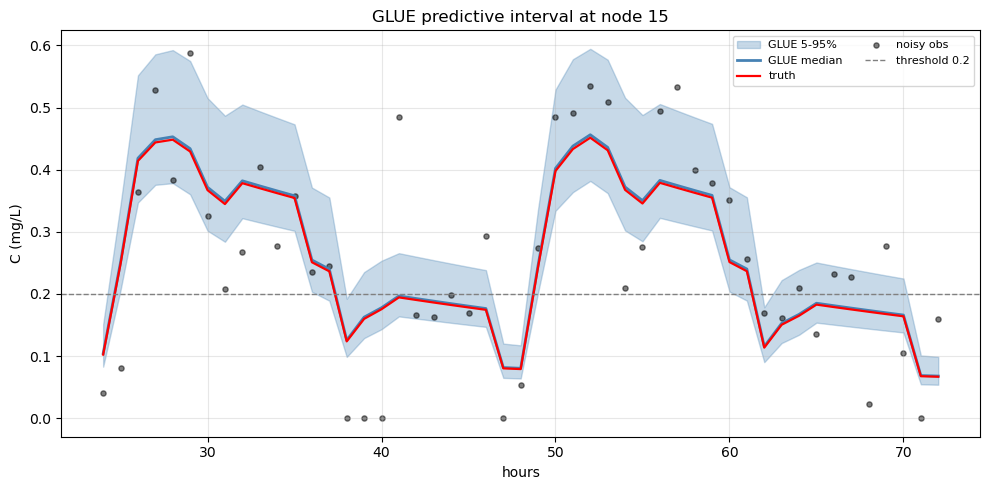 GLUE predictive interval at node 15
GLUE 5-95%
GLUE median
truth
noisy obs
threshold 0.2
C (mg/L)
0.6
0.5
0.4
0.3
0.2
0.1
0.0
30 40 50 60 70
hours